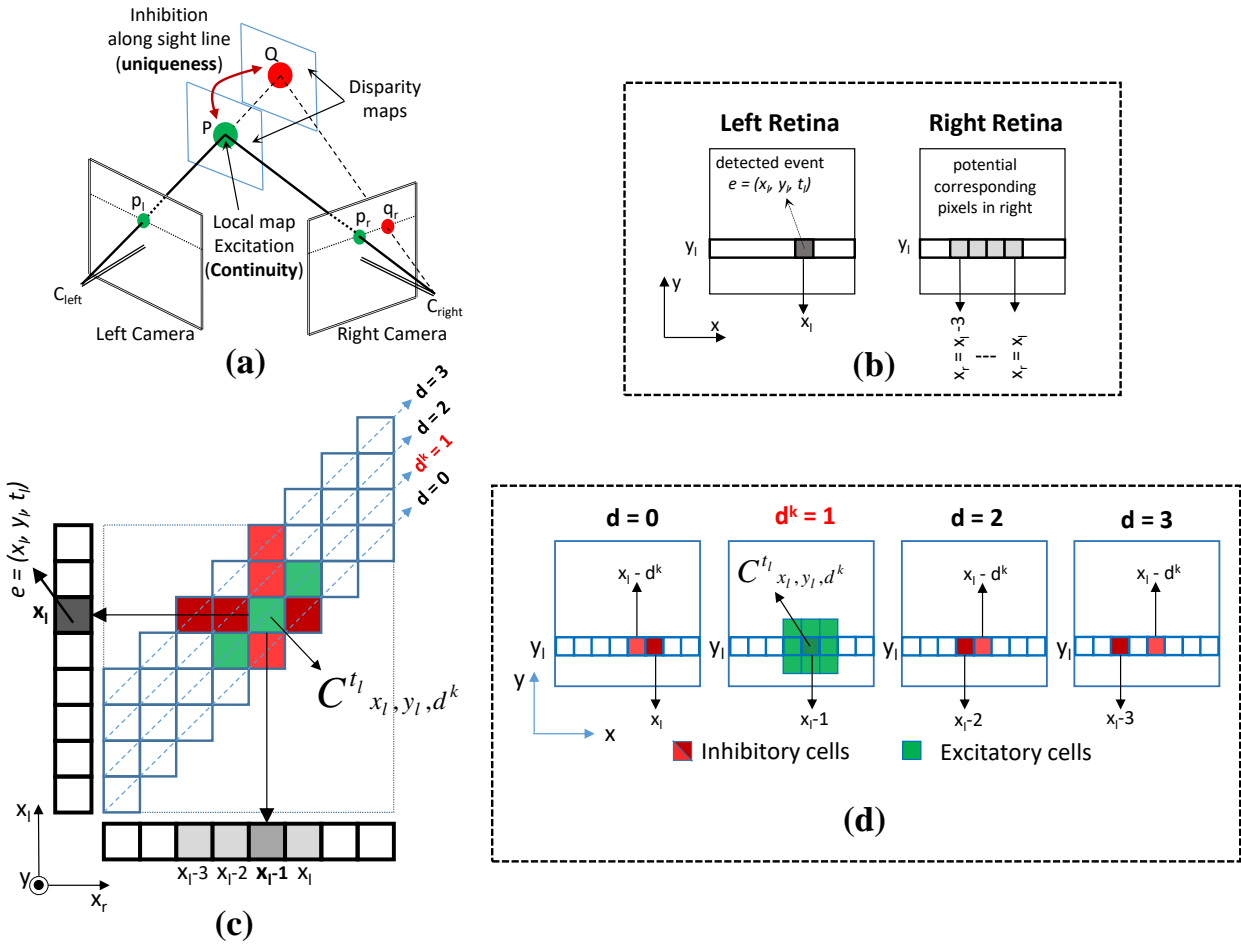 Inhibition
along sight line
(uniqueness)
Q
Disparity
maps
P
p_l
Local map
Excitation
(Continuity)
p_r
q_r
C_left
C_right
Left Camera
Right Camera
(a)
Left Retina
Right Retina
detected event
e = (x_l, y_l, t_l)
potential
corresponding
pixels in right
y_l
y_l
y
x
x_l
x_r = x_l-3
---
x_r = x_l
(b)
d = 3
d = 2
d^k = 1
d = 0
e = (x_l, y_l, t_l)
x_l
C^{t_l}_{x_l, y_l, d^k}
x_l
y
x_r
x_l-3
x_l-2
x_l-1
x_l
(c)
d = 0
d^k = 1
d = 2
d = 3
x_l - d^k
C^{t_l}_{x_l, y_l, d^k}
x_l - d^k
x_l - d^k
y_l
y_l
y_l
y_l
y
x
x_l
x_l-1
x_l-2
x_l-3
Inhibitory cells
Excitatory cells
(d)